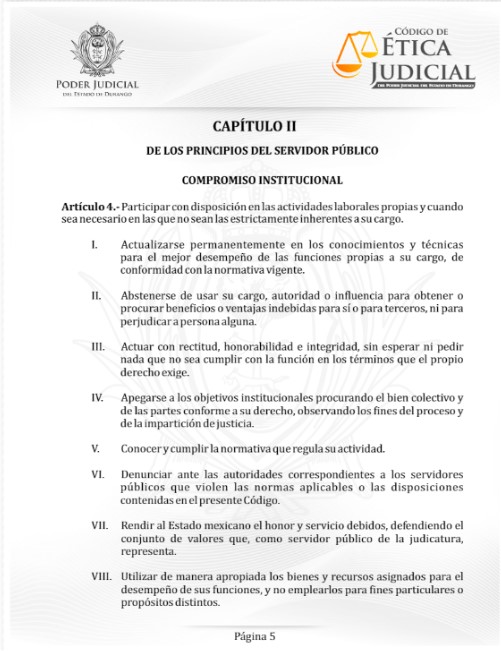 PODER JUDICIAL
DEL ESTADO DE DURANGO
CÓDIGO DE
ÉTICA
JUDICIAL
DEL PODER JUDICIAL DEL ESTADO DE DURANGO
CAPÍTULO II
DE LOS PRINCIPIOS DEL SERVIDOR PÚBLICO
COMPROMISO INSTITUCIONAL
Artículo 4.- Participar con disposición en las actividades laborales propias y cuando
sea necesario en las que no sean las estrictamente inherentes a su cargo.
I. Actualizarse permanentemente en los conocimientos y técnicas
para el mejor desempeño de las funciones propias a su cargo, de
conformidad con la normativa vigente.
II. Abstenerse de usar su cargo, autoridad o influencia para obtener o
procurar beneficios o ventajas indebidas para sí o para terceros, ni para
perjudicar a persona alguna.
III. Actuar con rectitud, honorabilidad e integridad, sin esperar ni pedir
nada que no sea cumplir con la función en los términos que el propio
derecho exige.
IV. Apegarse a los objetivos institucionales procurando el bien colectivo y
de las partes conforme a su derecho, observando los fines del proceso y
de la impartición de justicia.
V. Conocer y cumplir la normativa que regula su actividad.
VI. Denunciar ante las autoridades correspondientes a los servidores
públicos que violen las normas aplicables o las disposiciones
contenidas en el presente Código.
VII. Rendir al Estado mexicano el honor y servicio debidos, defendiendo el
conjunto de valores que, como servidor público de la judicatura,
representa.
VIII. Utilizar de manera apropiada los bienes y recursos asignados para el
desempeño de sus funciones, y no emplearlos para fines particulares o
propósitos distintos.
Página 5